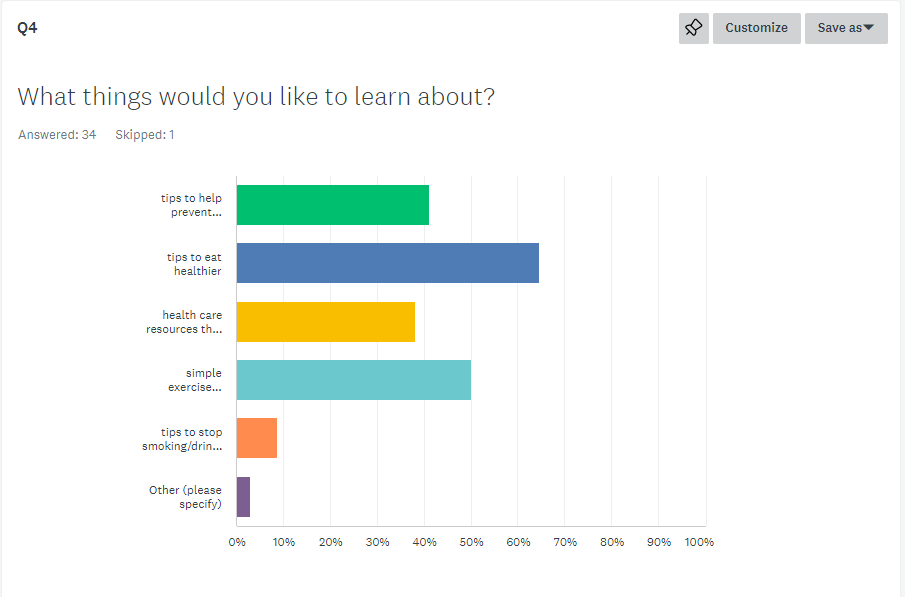 Q4
Customize
Save as
What things would you like to learn about?
Answered: 34 Skipped: 1
tips to help
prevent...
tips to eat
healthier
health care
resources th...
simple
exercise...
tips to stop
smoking/drin...
Other (please
specify)
0% 10% 20% 30% 40% 50% 60% 70% 80% 90% 100%